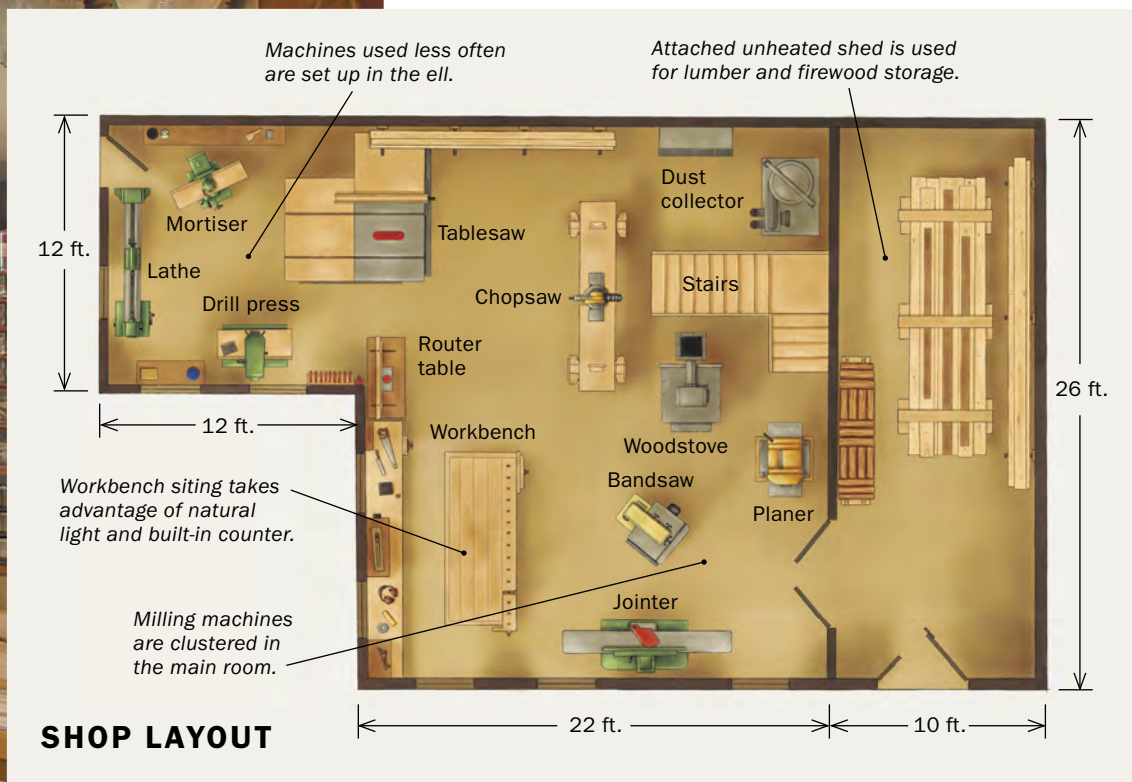 Machines used less often
are set up in the ell.
Attached unheated shed is used
for lumber and firewood storage.
12 ft.
Mortiser
Lathe
Drill press
Tablesaw
Dust
collector
Chopsaw
Stairs
Router
table
26 ft.
12 ft.
Workbench
Woodstove
Bandsaw
Planer
Workbench siting takes
advantage of natural
light and built-in counter.
Jointer
Milling machines
are clustered in
the main room.
SHOP LAYOUT
22 ft.
10 ft.